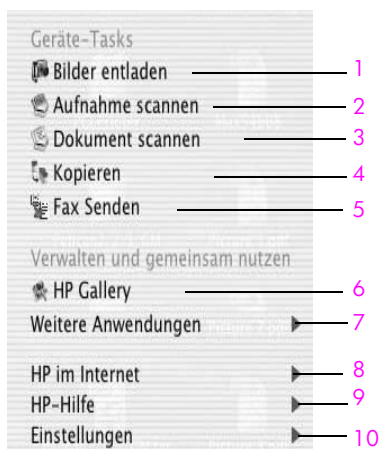 Geräte-Tasks
Bilder entladen 1
Aufnahme scannen 2
Dokument scannen 3
Kopieren 4
Fax Senden 5
Verwalten und gemeinsam nutzen
HP Gallery 6
Weitere Anwendungen 7
HP im Internet 8
HP-Hilfe 9
Einstellungen 10